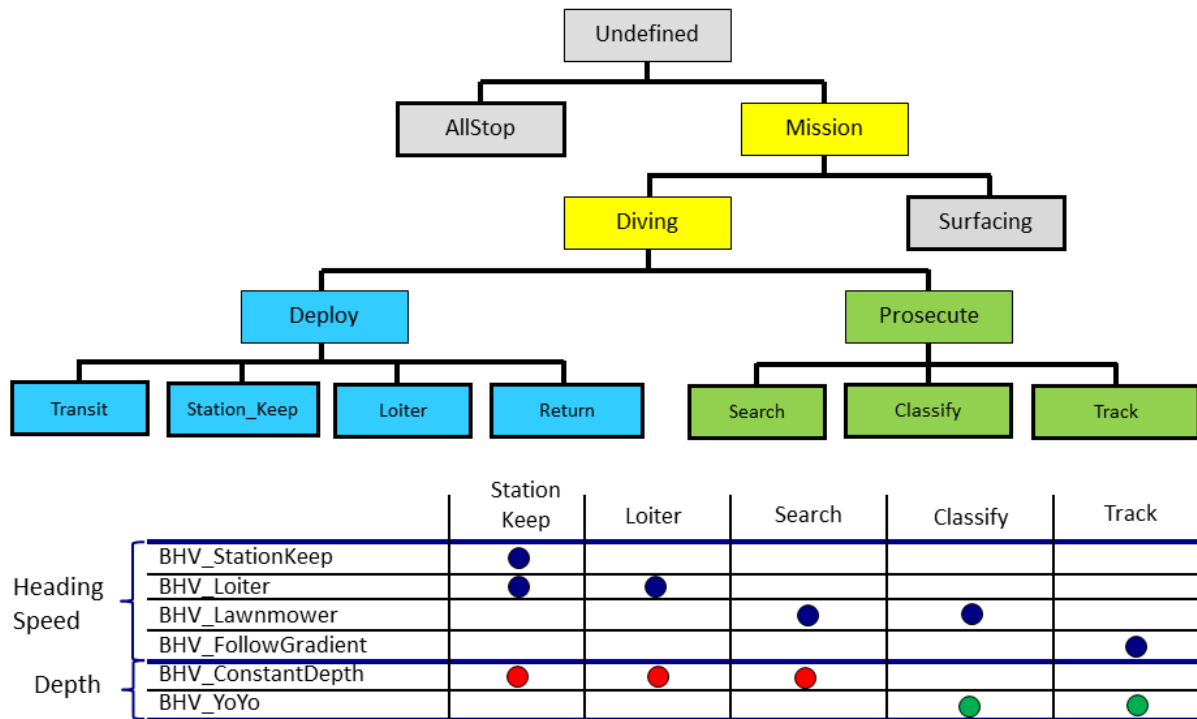 Undefined
AllStop
Mission
Diving
Surfacing
Deploy
Prosecute
Transit
Station_Keep
Loiter
Return
Search
Classify
Track
Station
Keep
Loiter
Search
Classify
Track
Heading
Speed
BHV_StationKeep
BHV_Loiter
BHV_Lawnmower
BHV_FollowGradient
Depth
BHV_ConstantDepth
BHV_YoYo